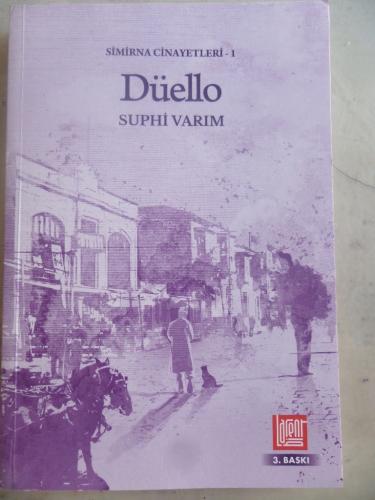 SİMİRNA CİNAYETLERİ - 1
Düello
SUPHİ VARIM
3. BASKI